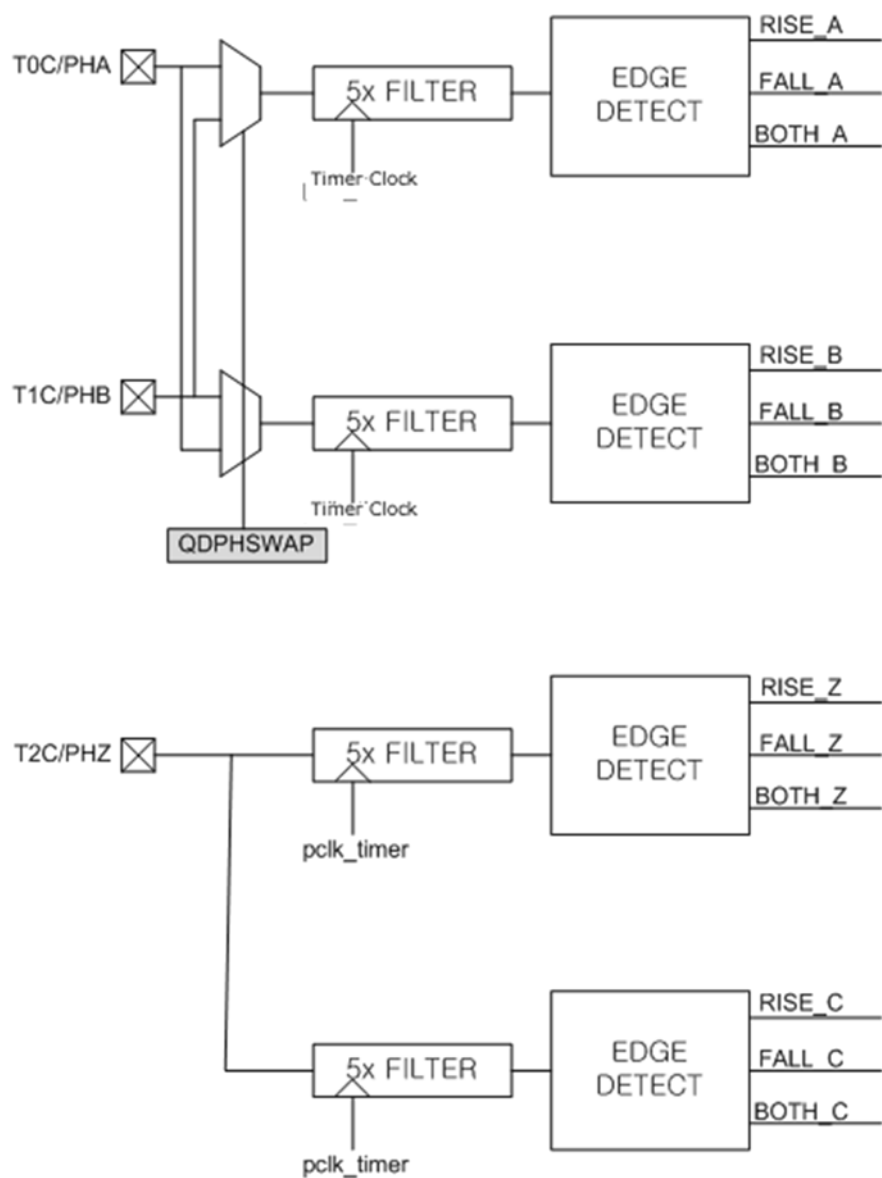 RISE_A
T0C/PHA
5x FILTER
EDGE
DETECT
FALL_A
BOTH_A
Timer Clock
RISE_B
T1C/PHB
5x FILTER
EDGE
DETECT
FALL_B
BOTH_B
Timer Clock
QDPHSWAP
RISE_Z
T2C/PHZ
5x FILTER
EDGE
DETECT
FALL_Z
BOTH_Z
pclk_timer
RISE_C
5x FILTER
EDGE
DETECT
FALL_C
BOTH_C
pclk_timer